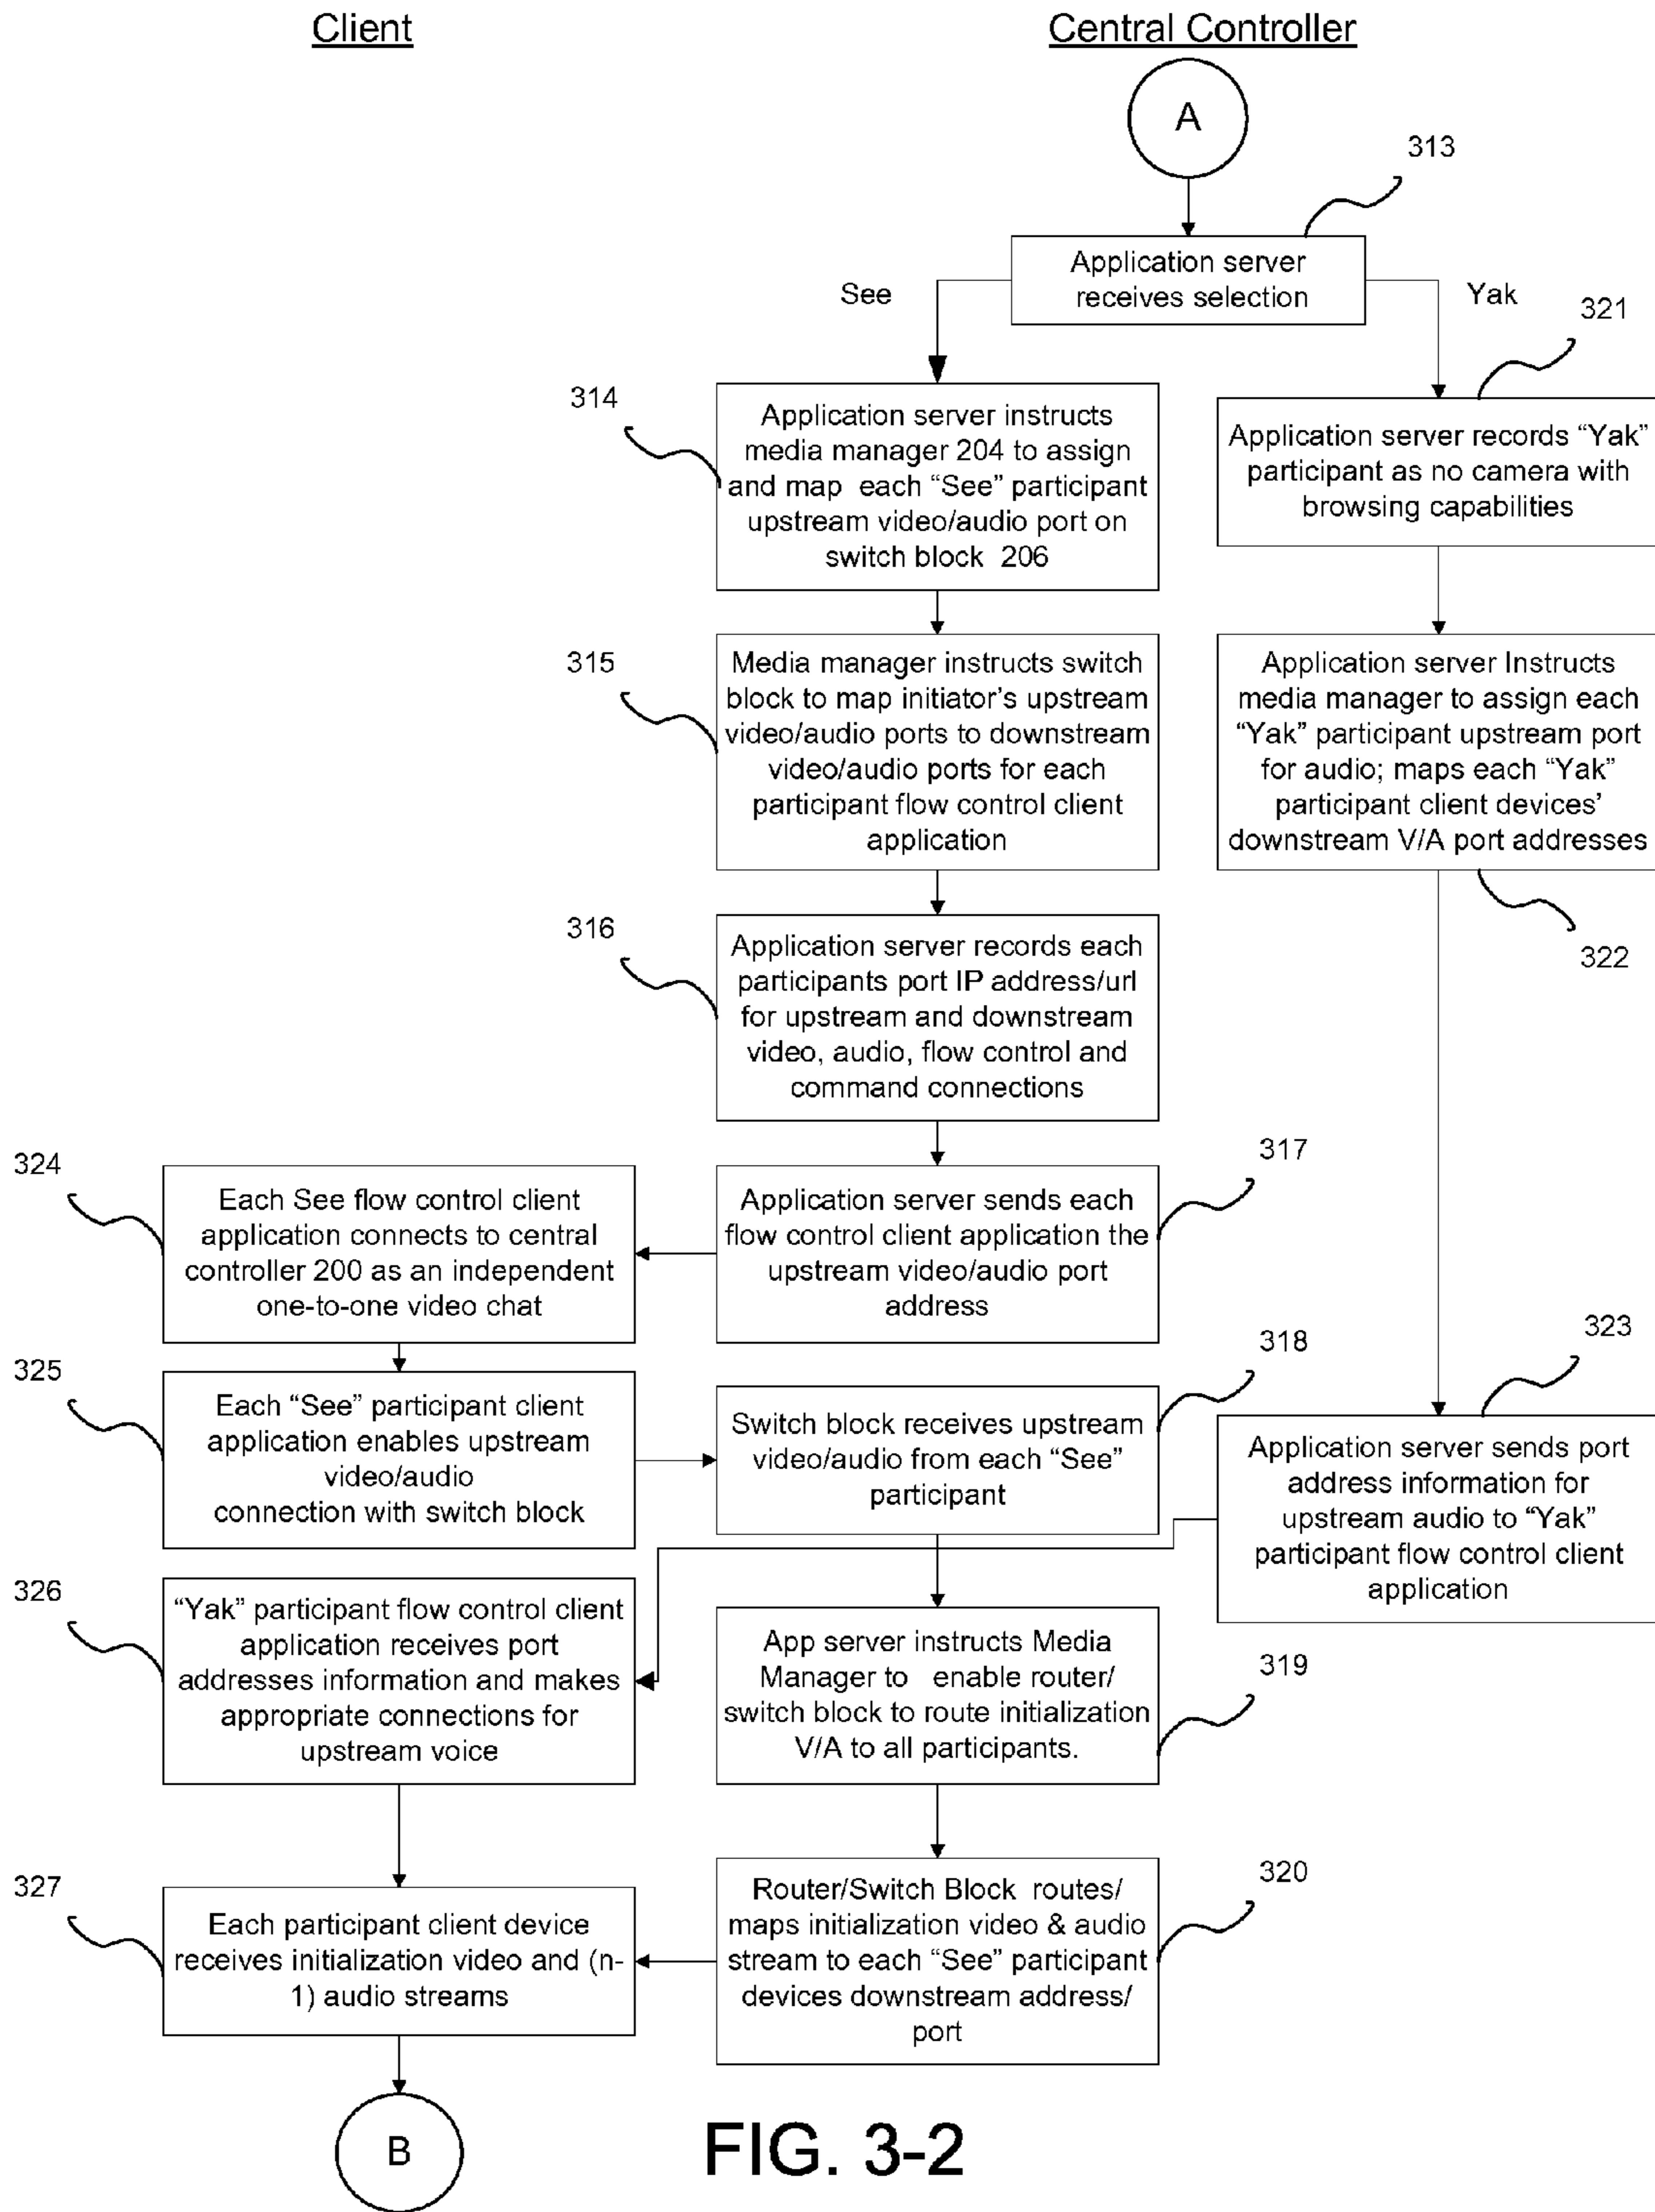 Client
Central Controller
A
313
Application server
receives selection
See
Yak
321
314
Application server instructs
media manager 204 to assign
and map each “See” participant
upstream video/audio port on
switch block 206
Application server records “Yak”
participant as no camera with
browsing capabilities
315
Media manager instructs switch
block to map initiator’s upstream
video/audio ports to downstream
video/audio ports for each
participant flow control client
application
Application server Instructs
media manager to assign each
“Yak” participant upstream port
for audio; maps each “Yak”
participant client devices’
downstream V/A port addresses
322
316
Application server records each
participants port IP address/url
for upstream and downstream
video, audio, flow control and
command connections
324
Each See flow control client
application connects to central
controller 200 as an independent
one-to-one video chat
317
Application server sends each
flow control client application the
upstream video/audio port
address
325
Each “See” participant client
application enables upstream
video/audio
connection with switch block
318
Switch block receives upstream
video/audio from each “See”
participant
323
Application server sends port
address information for
upstream audio to “Yak”
participant flow control client
application
326
“Yak” participant flow control client
application receives port
addresses information and makes
appropriate connections for
upstream voice
App server instructs Media
Manager to enable router/
switch block to route initialization
V/A to all participants.
319
327
Each participant client device
receives initialization video and (n-
1) audio streams
Router/Switch Block routes/
maps initialization video & audio
stream to each “See” participant
devices downstream address/
port
320
B
FIG. 3-2